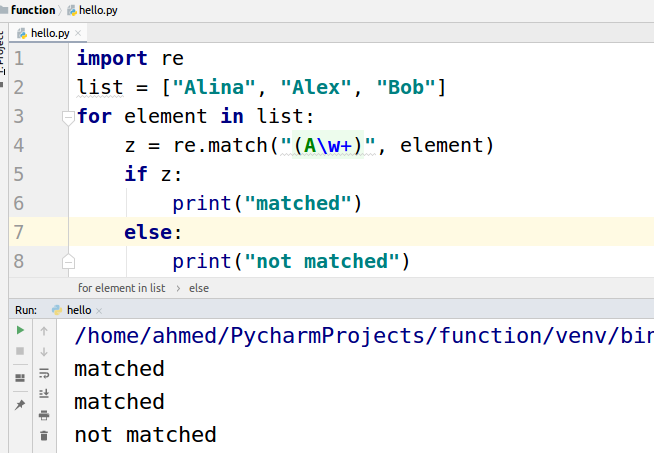 function hello.py
1: Project
hello.py
1 import re
2 list = ["Alina", "Alex", "Bob"]
3 for element in list:
4     z = re.match("(A\w+)", element)
5     if z:
6         print("matched")
7     else:
8         print("not matched")
for element in list › else
Run: hello
/home/ahmed/PycharmProjects/function/venv/bin
matched
matched
not matched